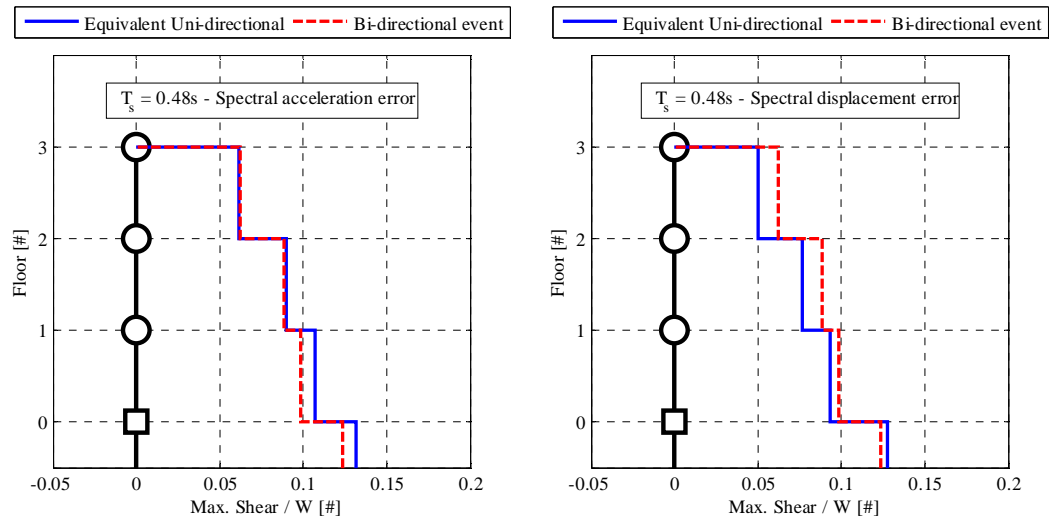 Equivalent Uni-directional Bi-directional event
T_s = 0.48s - Spectral acceleration error
3
2
1
0
Floor [#]
-0.05 0 0.05 0.1 0.15 0.2
Max. Shear / W [#]
Equivalent Uni-directional Bi-directional event
T_s = 0.48s - Spectral displacement error
3
2
1
0
Floor [#]
-0.05 0 0.05 0.1 0.15 0.2
Max. Shear / W [#]